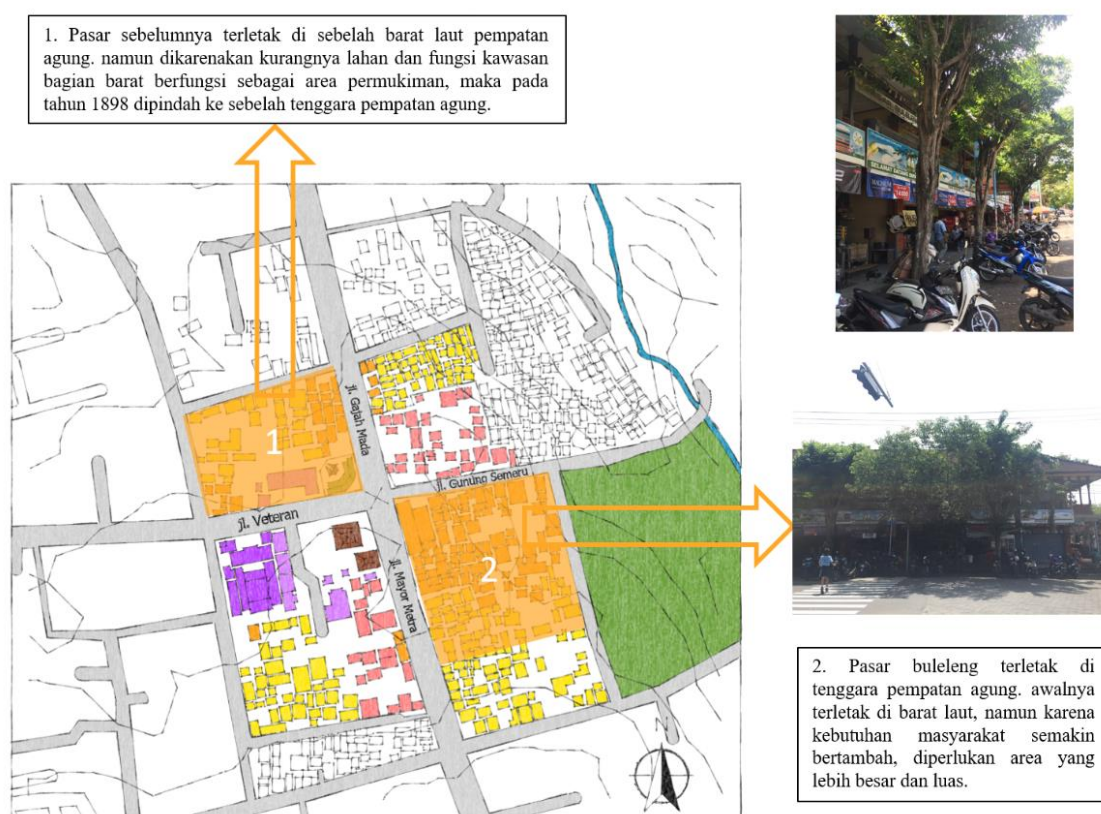 1. Pasar sebelumnya terletak di sebelah barat laut pempatan
agung. namun dikarenakan kurangnya lahan dan fungsi kawasan
bagian barat berfungsi sebagai area permukiman, maka pada
tahun 1898 dipindah ke sebelah tenggara pempatan agung.
SELAMAT DATANG
jl. Gajah Mada
1
jl. Gunung Semeru
jl. Veteran
jl. Mayor Metra
2
2. Pasar buleleng terletak di
tenggara pempatan agung. awalnya
terletak di barat laut, namun karena
kebutuhan masyarakat semakin
bertambah, diperlukan area yang
lebih besar dan luas.